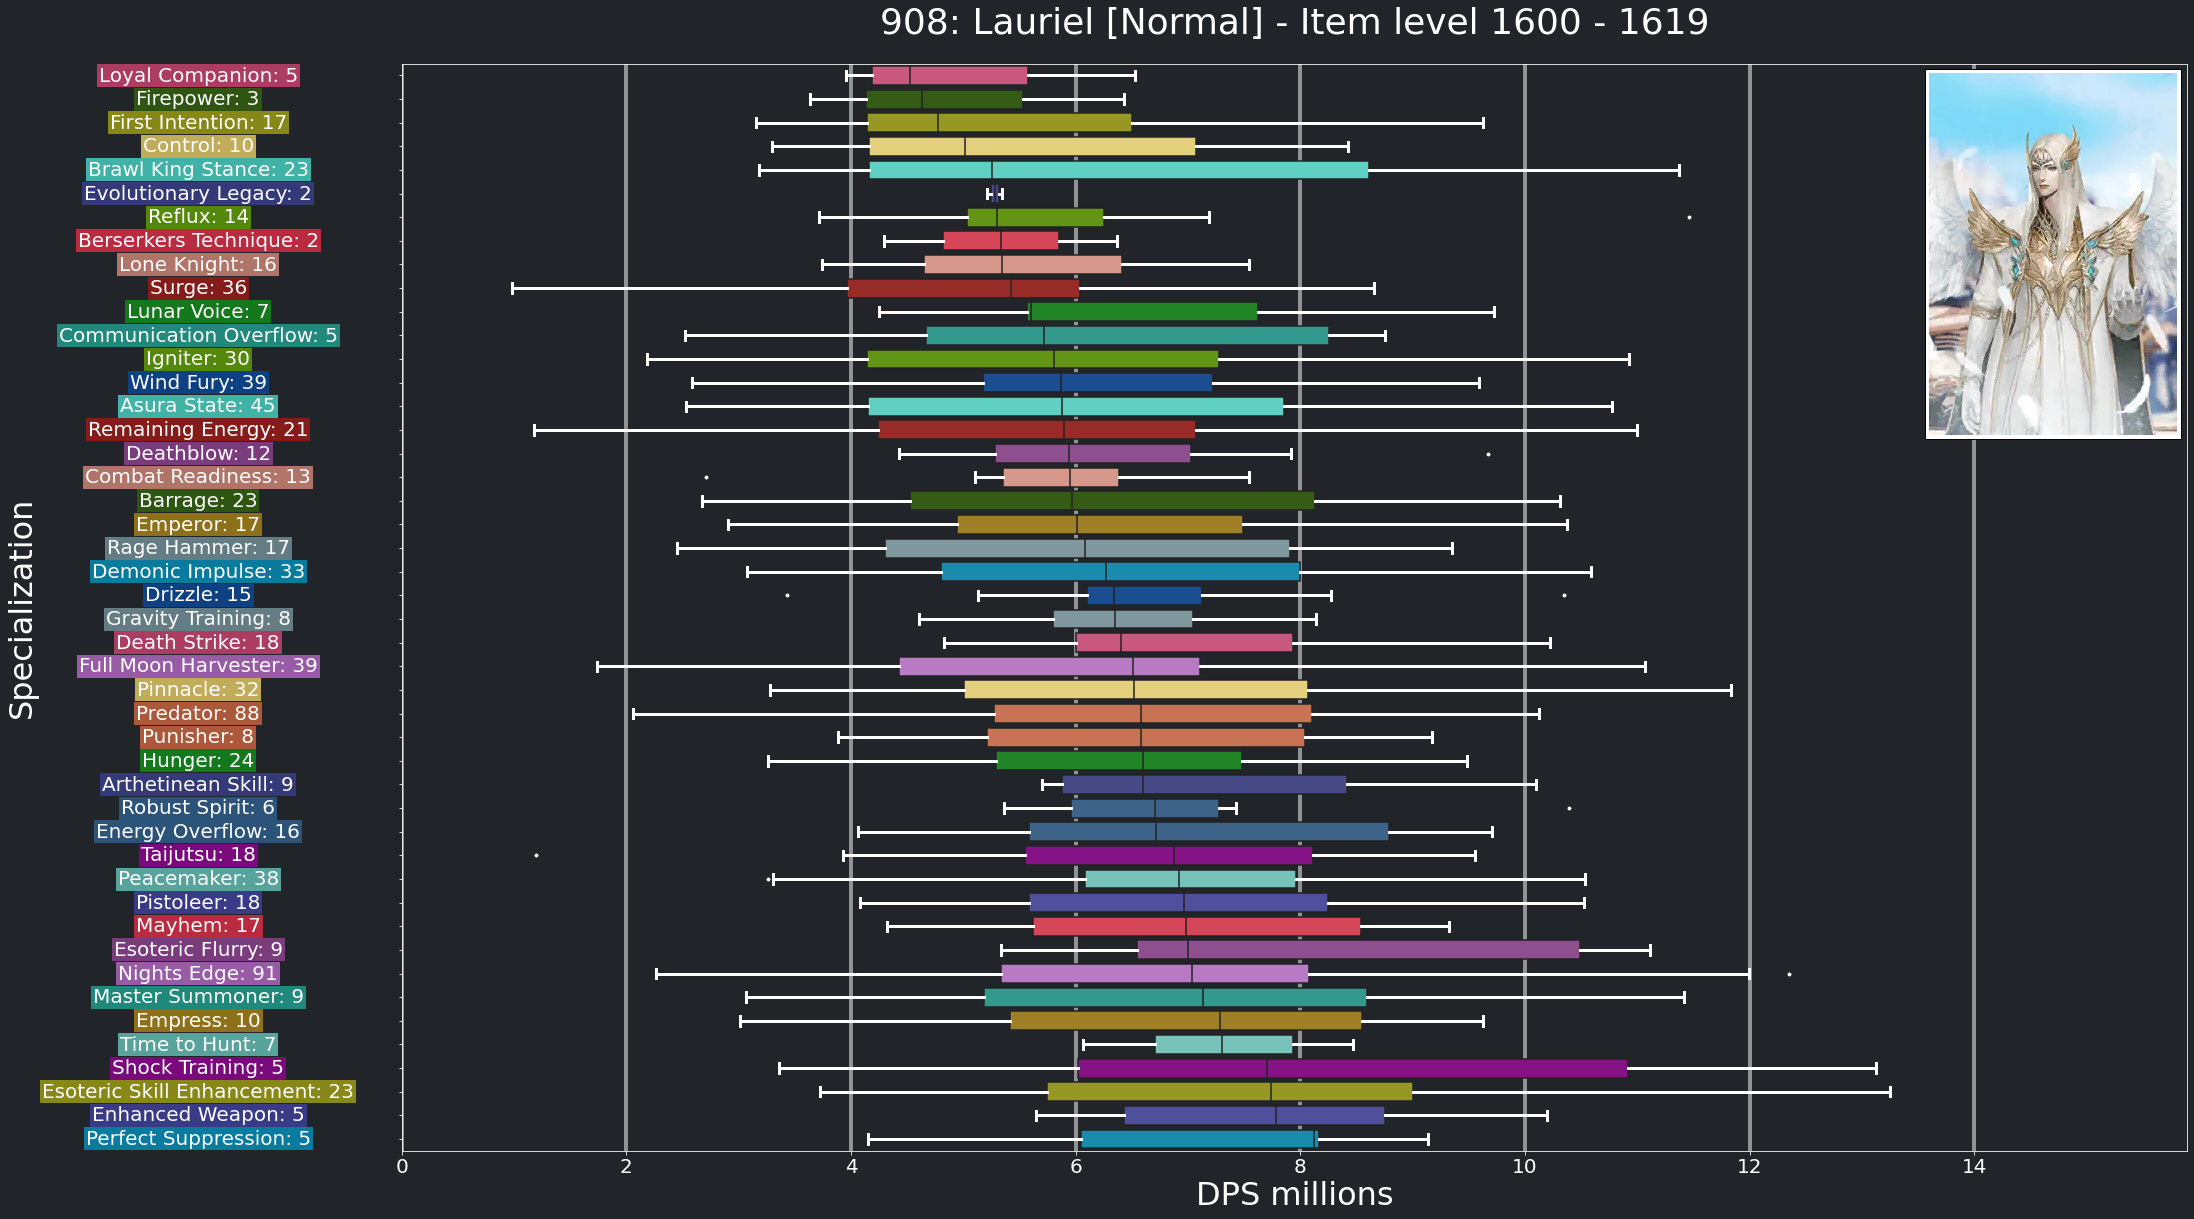 908: Lauriel [Normal] - Item level 1600 - 1619
Loyal Companion: 5
Firepower: 3
First Intention: 17
Control: 10
Brawl King Stance: 23
Evolutionary Legacy: 2
Reflux: 14
Berserkers Technique: 2
Lone Knight: 16
Surge: 36
Lunar Voice: 7
Communication Overflow: 5
Igniter: 30
Wind Fury: 39
Asura State: 45
Remaining Energy: 21
Deathblow: 12
Combat Readiness: 13
Barrage: 23
Emperor: 17
Rage Hammer: 17
Demonic Impulse: 33
Drizzle: 15
Gravity Training: 8
Death Strike: 18
Full Moon Harvester: 39
Pinnacle: 32
Predator: 88
Punisher: 8
Hunger: 24
Arthetinean Skill: 9
Robust Spirit: 6
Energy Overflow: 16
Taijutsu: 18
Peacemaker: 38
Pistoleer: 18
Mayhem: 17
Esoteric Flurry: 9
Nights Edge: 91
Master Summoner: 9
Empress: 10
Time to Hunt: 7
Shock Training: 5
Esoteric Skill Enhancement: 23
Enhanced Weapon: 5
Perfect Suppression: 5
Specialization
0 2 4 6 8 10 12 14
DPS millions